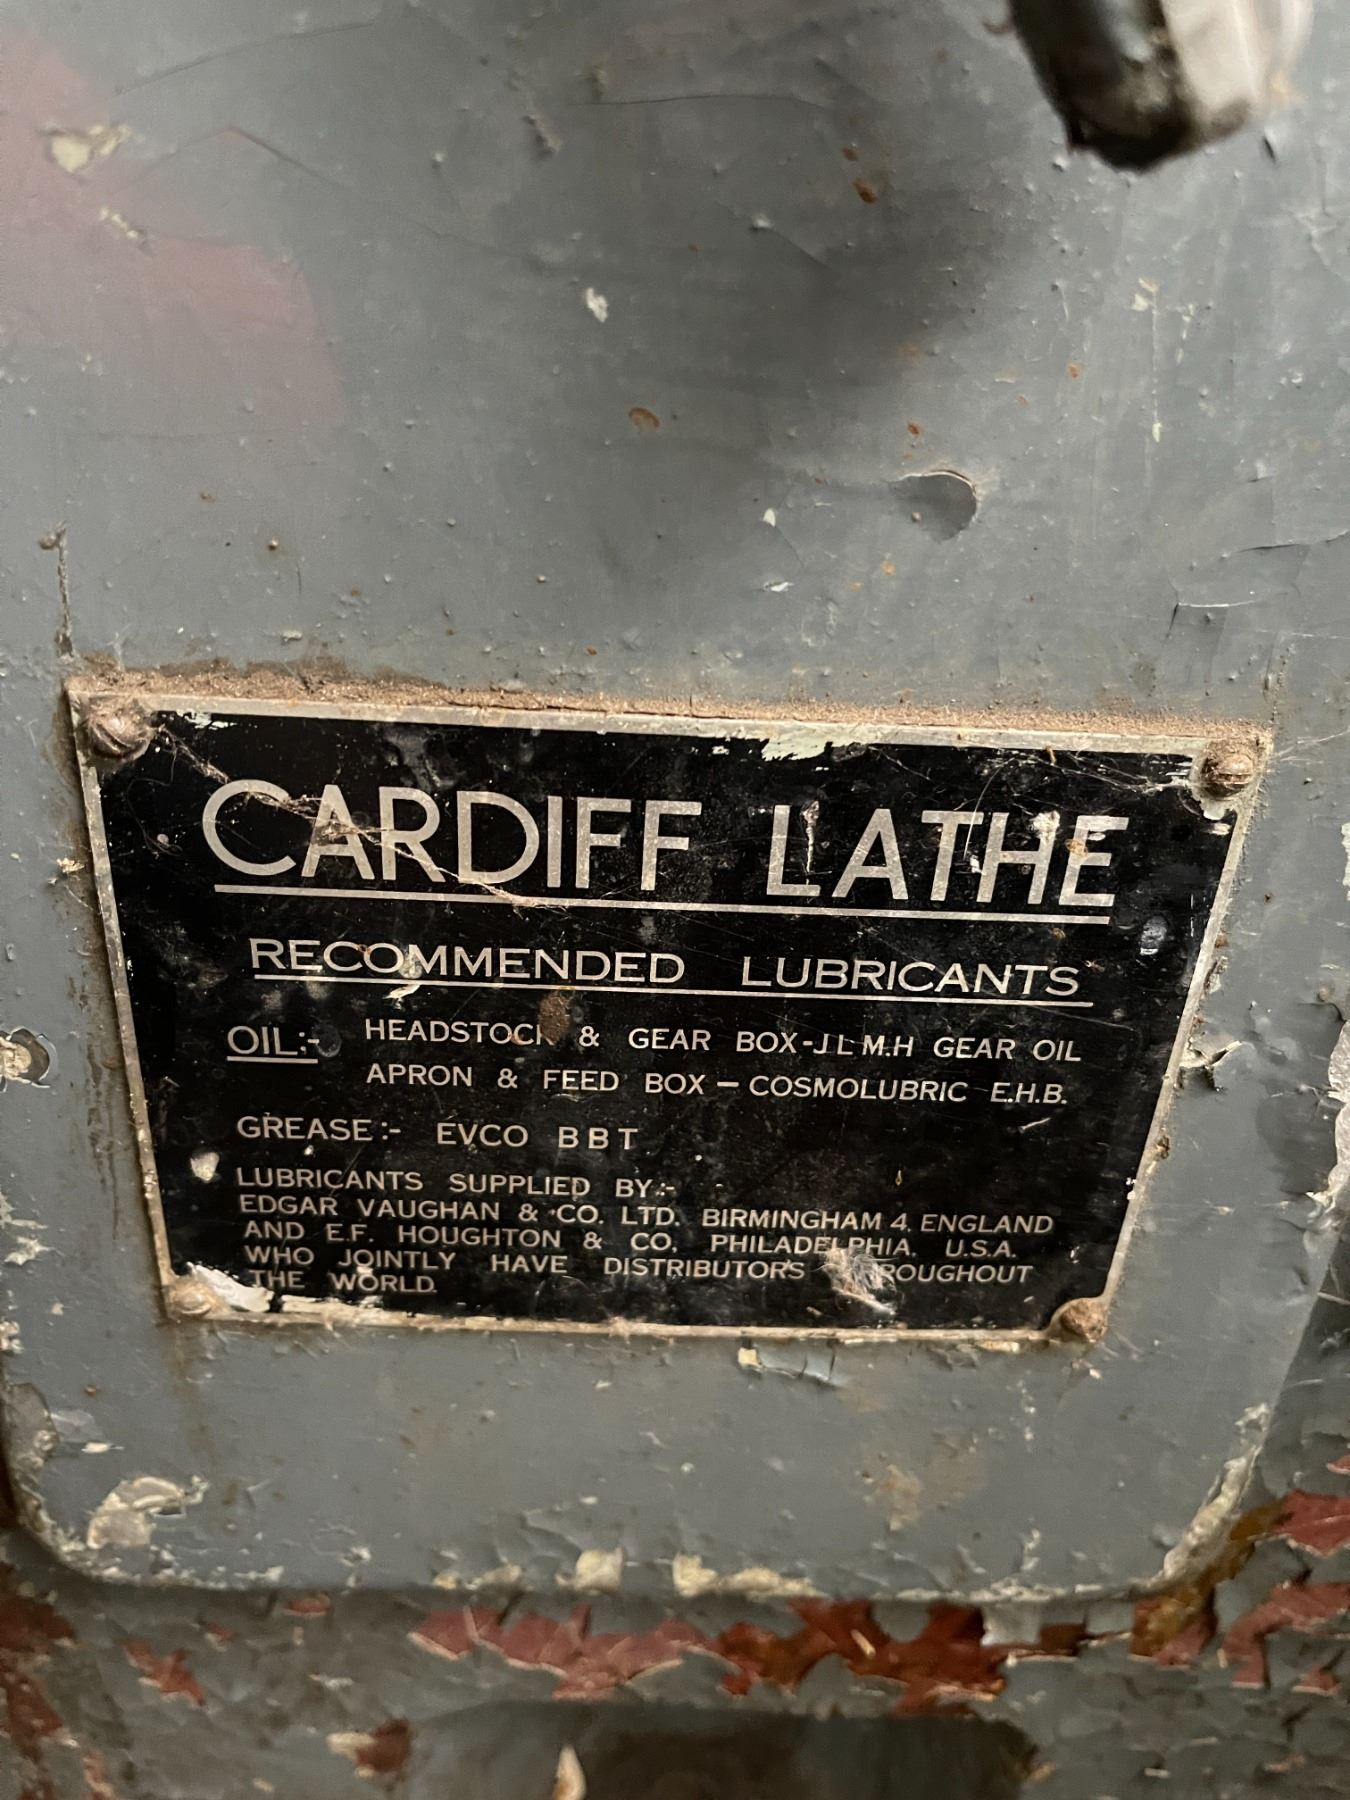 CARDIFF LATHE
RECOMMENDED LUBRICANTS
OIL:- HEADSTOCK & GEAR BOX-J L M.H GEAR OIL
APRON & FEED BOX — COSMOLUBRIC E.H.B.
GREASE:- EVCO B B T
LUBRICANTS SUPPLIED BY:-
EDGAR VAUGHAN & CO. LTD. BIRMINGHAM 4, ENGLAND
AND E.F. HOUGHTON & CO. PHILADELPHIA. U.S.A.
WHO JOINTLY HAVE DISTRIBUTORS THROUGHOUT
THE WORLD.